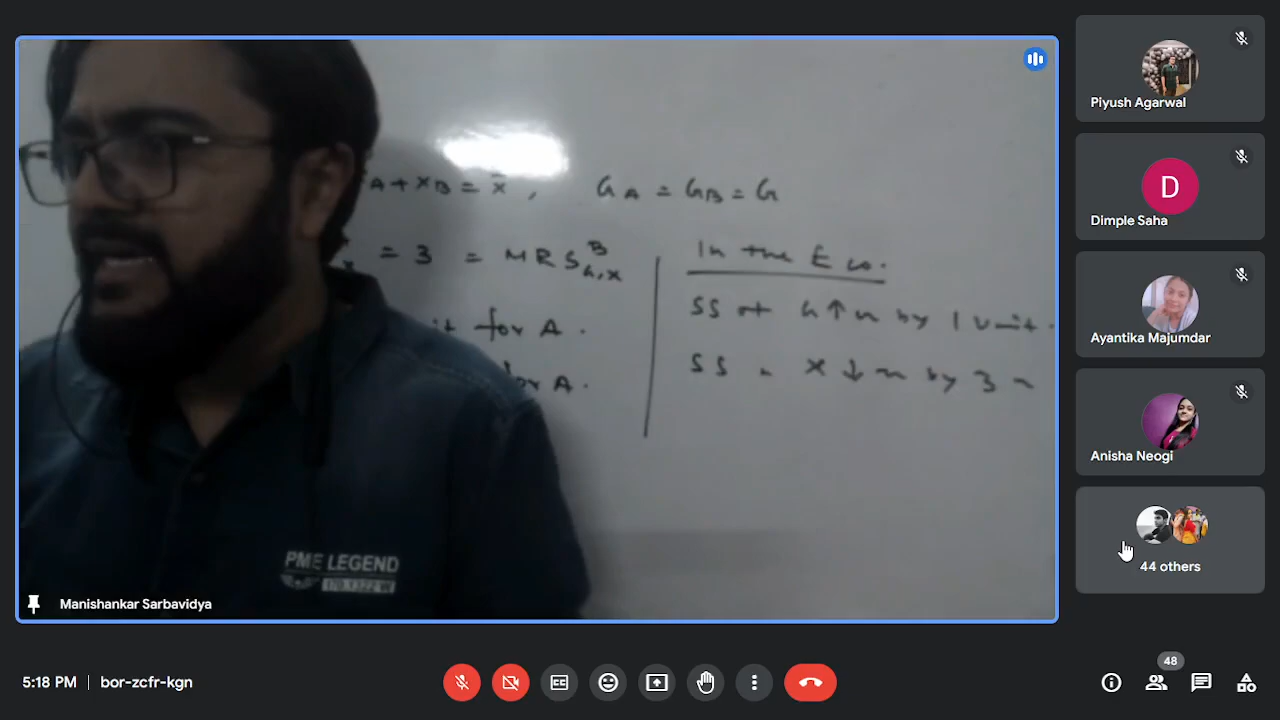 A + XB = x̄ , GA = GB = G
= 3 = MRS^B G,X
for A.
for A.
In the Eco.
SS of G ↑ n by 1 unit.
SS " X ↓ n by 3 "
PME LEGEND
Manishankar Sarbavidya
Piyush Agarwal
D
Dimple Saha
Ayantika Majumdar
Anisha Neogi
44 others
5:18 PM | bor-zcfr-kgn
CC
48